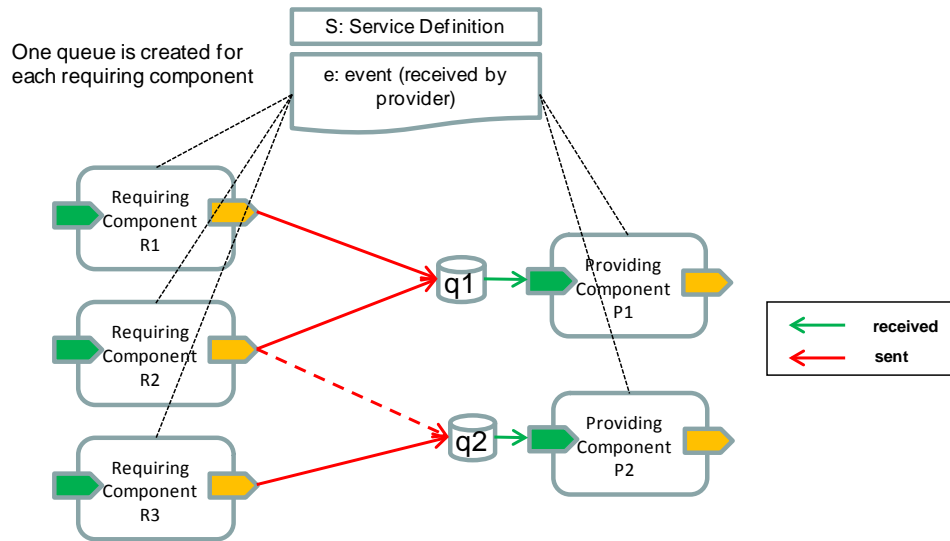 S: Service Definition
One queue is created for
each requiring component
e: event (received by
provider)
Requiring
Component
R1
q1
Providing
Component
P1
Requiring
Component
R2
received
sent
q2
Providing
Component
P2
Requiring
Component
R3